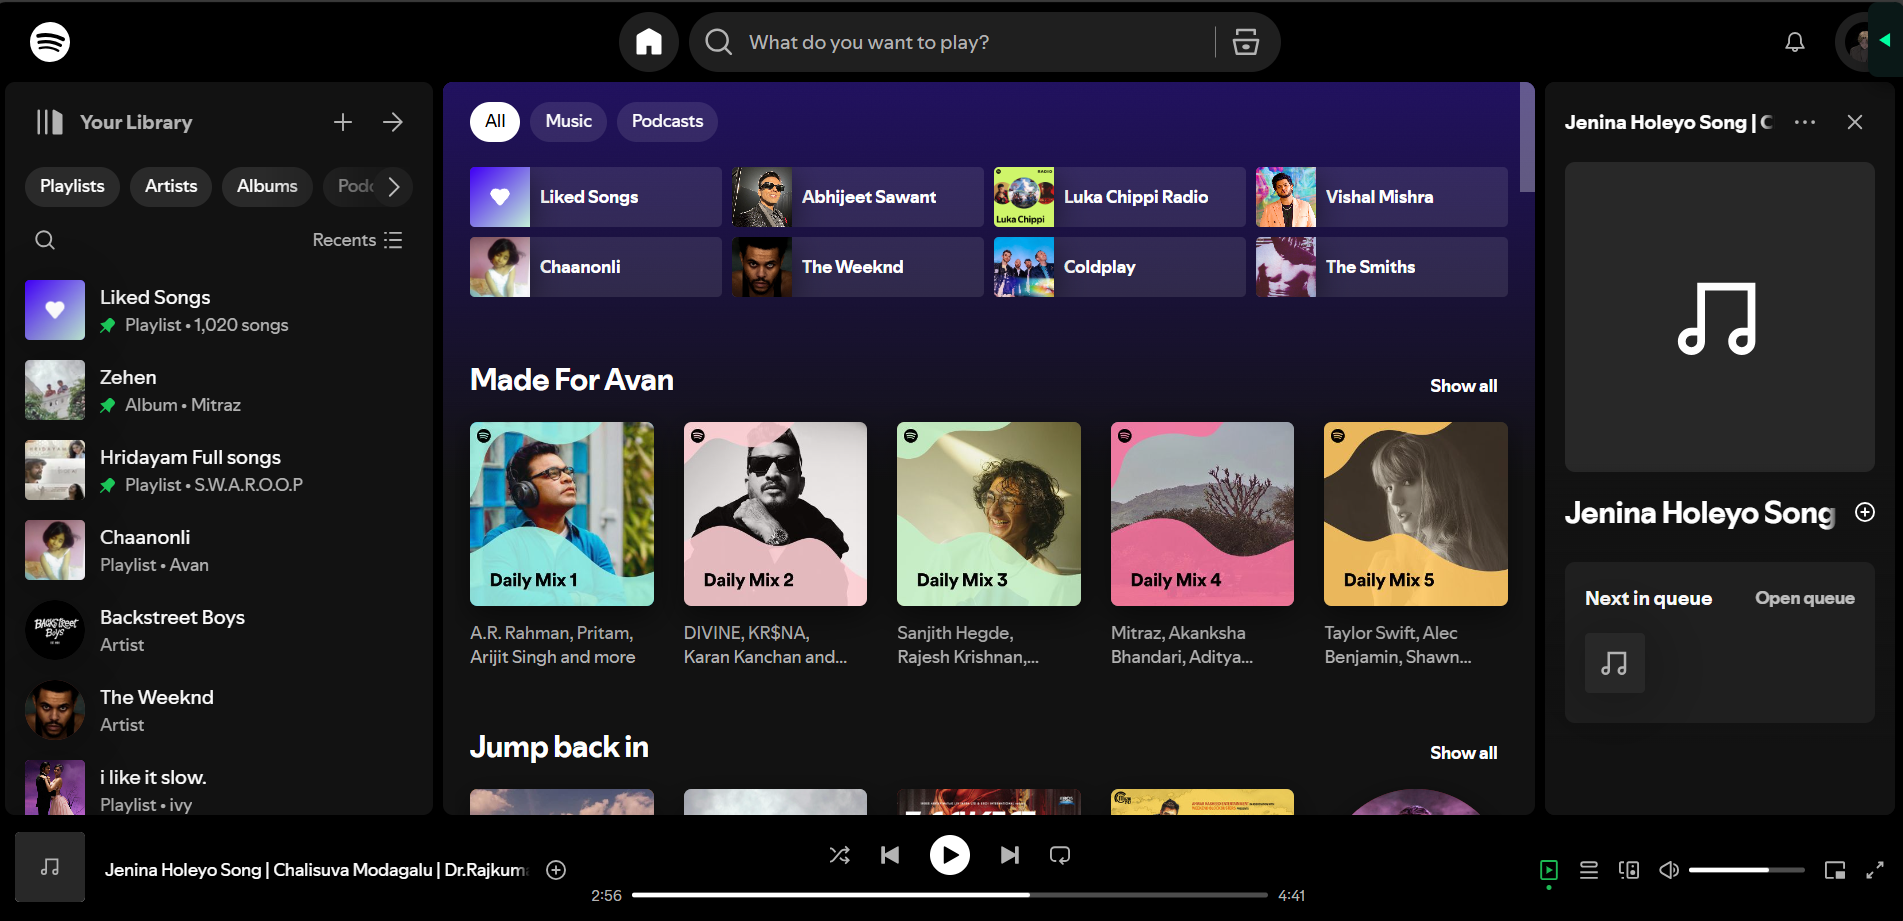 What do you want to play?
Your Library
Playlists
Artists
Albums
Recents
Liked Songs
Playlist • 1,020 songs
Zehen
Album • Mitraz
Hridayam Full songs
Playlist • S.W.A.R.O.O.P
Chaanonli
Playlist • Avan
Backstreet Boys
Artist
The Weeknd
Artist
i like it slow.
Playlist • ivy
All
Music
Podcasts
Liked Songs
Abhijeet Sawant
RADIO
Luka Chippi
Luka Chippi Radio
Vishal Mishra
Chaanonli
The Weeknd
Coldplay
The Smiths
Made For Avan
Show all
Daily Mix 1
Daily Mix 2
Daily Mix 3
Daily Mix 4
Daily Mix 5
A.R. Rahman, Pritam,
Arijit Singh and more
DIVINE, KR$NA,
Karan Kanchan and...
Sanjith Hegde,
Rajesh Krishnan,...
Mitraz, Akanksha
Bhandari, Aditya...
Taylor Swift, Alec
Benjamin, Shawn...
Jump back in
Show all
Jenina Holeyo Song |
Jenina Holeyo Song
Next in queue
Open queue
Jenina Holeyo Song | Chalisuva Modagalu | Dr.Rajkuma
2:56
4:41